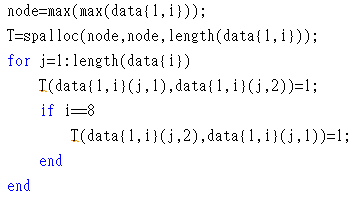 node=max(max(data{1,i}));
T=spalloc(node,node,length(data{1,i}));
for j=1:length(data{i})
    T(data{1,i}(j,1),data{1,i}(j,2))=1;
    if i==8
        T(data{1,i}(j,2),data{1,i}(j,1))=1;
    end
end